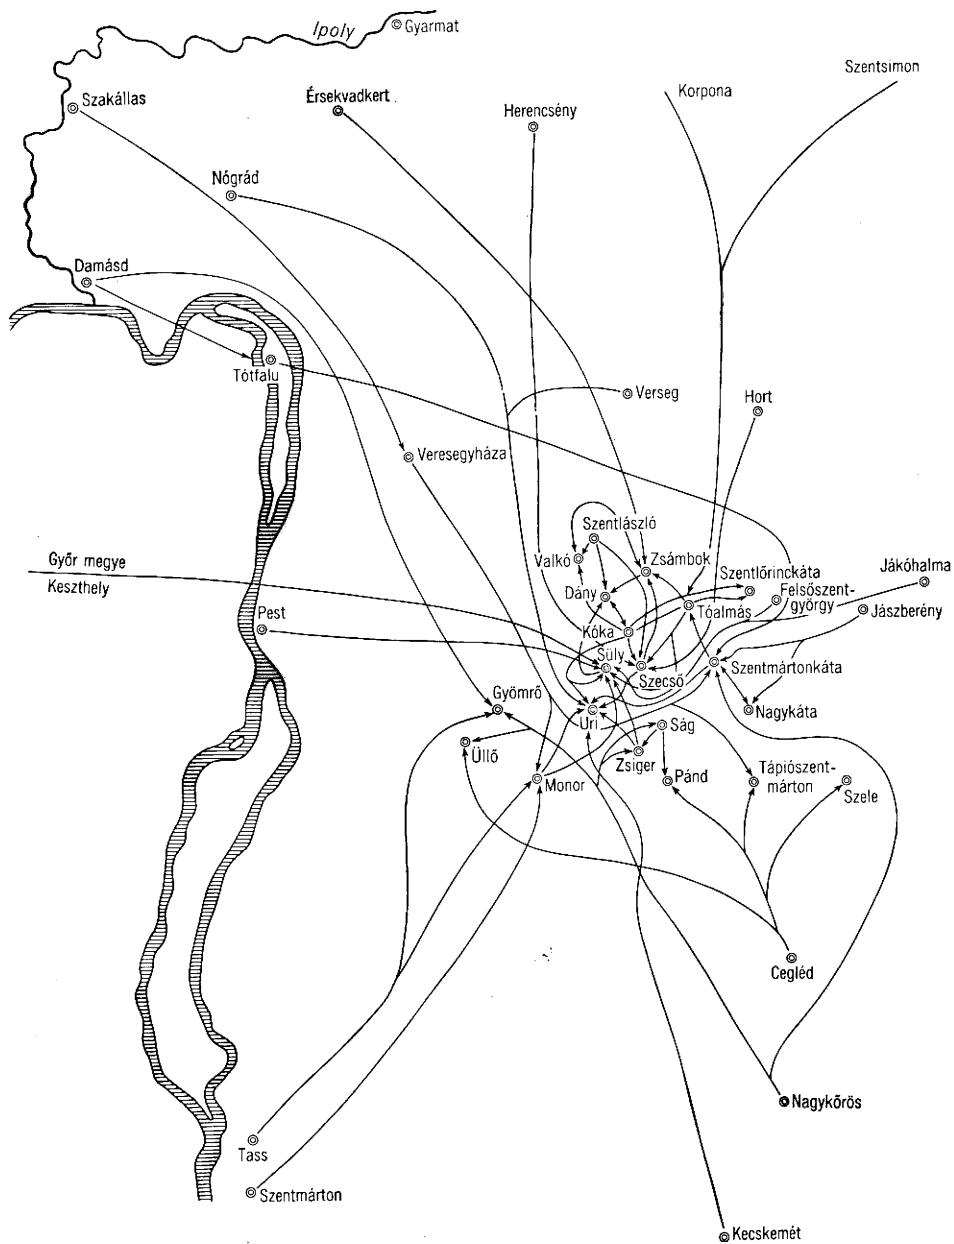 Ipoly
Gyarmat
Szentsimon
Korpona
Szakállas
Érsekvadkert
Herencsény
Nógrád
Damásd
Tótfalu
Verseg
Hort
Veresegyháza
Szentlászló
Valkó
Zsámbok
Győr megye
Keszthely
Szentlőrinckáta
Jákóhalma
Dány
Tóalmás
Felsőszent-
györgy
Jászberény
Pest
Kóka
Süly
Szecső
Szentmártonkáta
Gyömrő
Úri
Ság
Nagykáta
Üllő
Zsiger
Monor
Pánd
Tápiószent-
márton
Szele
Cegléd
Nagykőrös
Tass
Szentmárton
Kecskemét